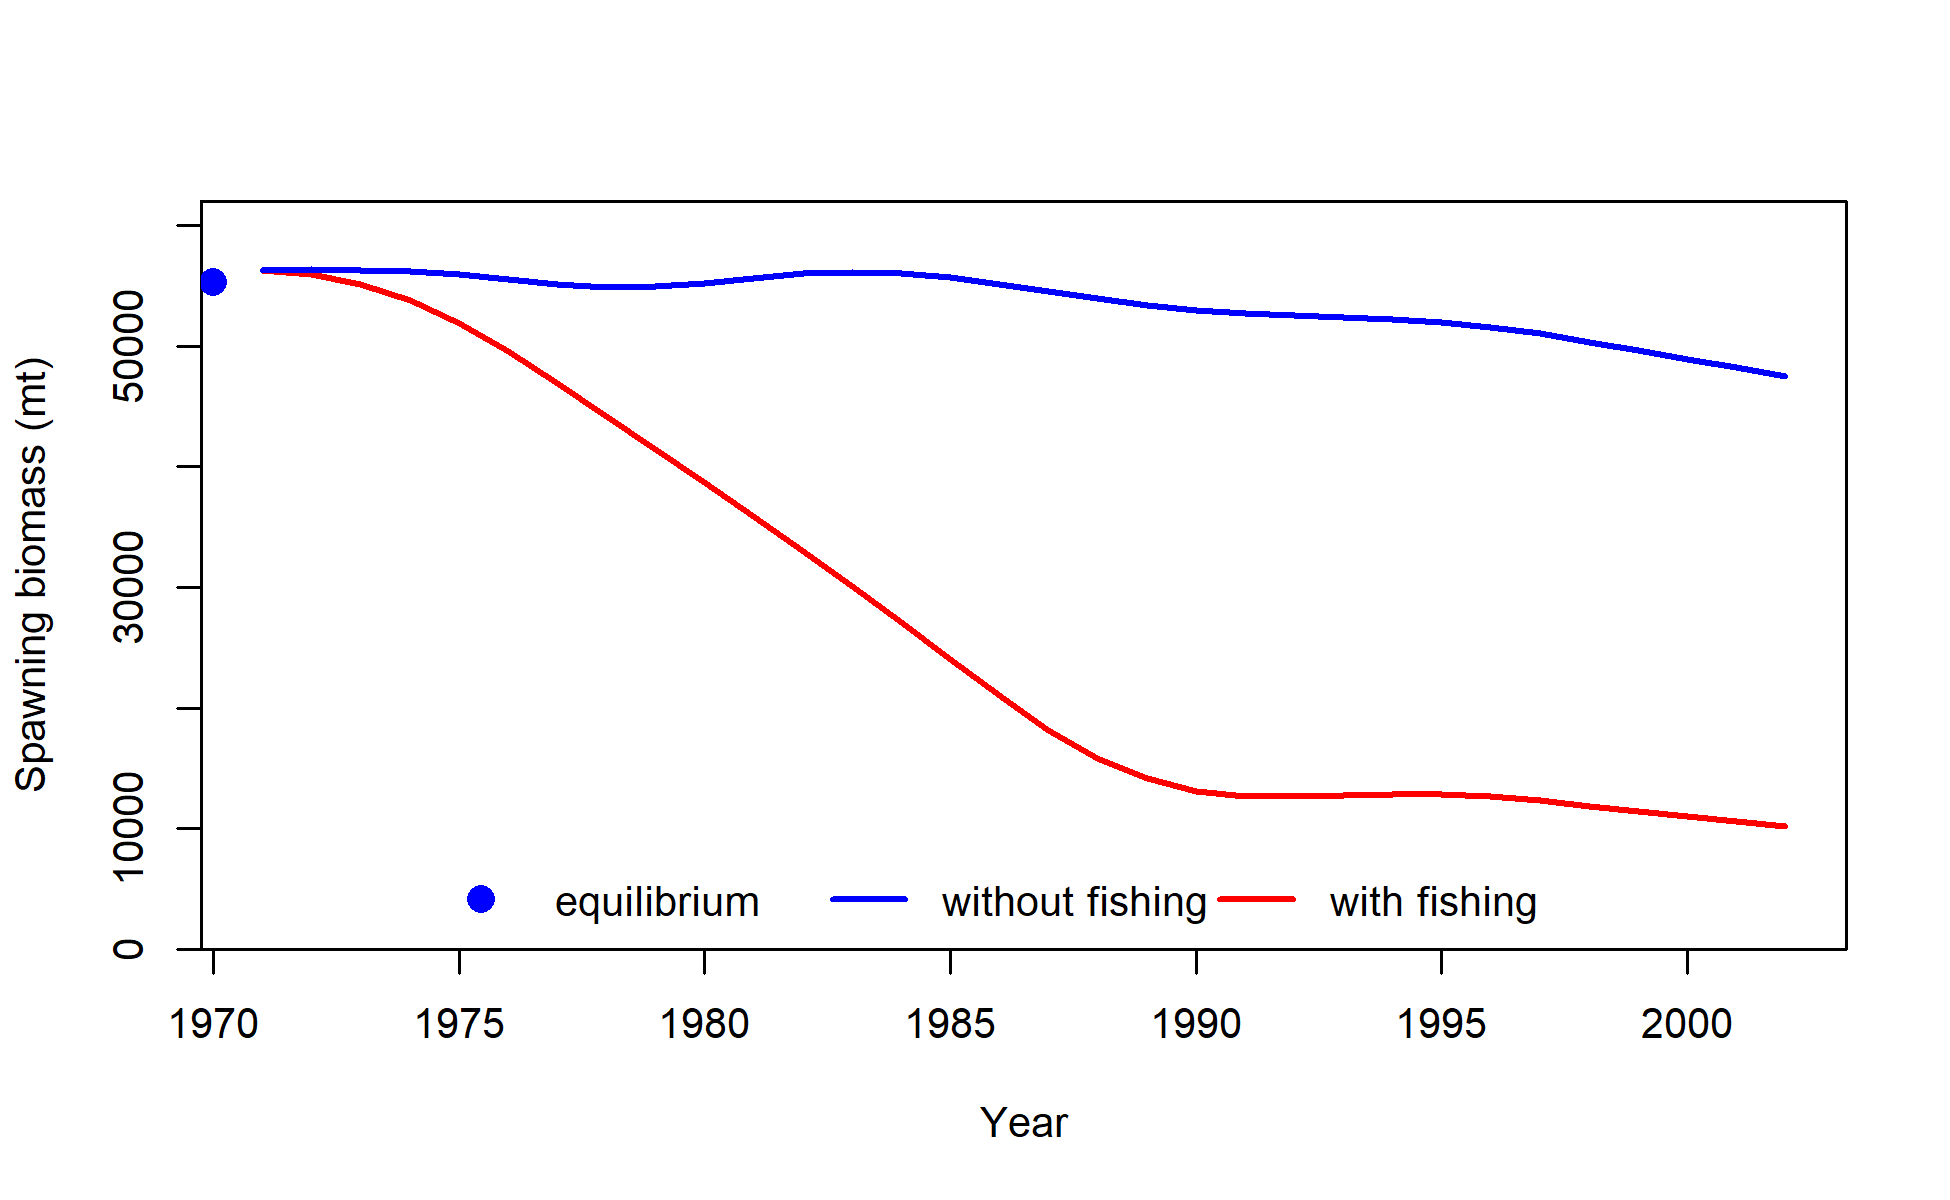 Spawning biomass (mt)
50000
30000
10000
0
equilibrium without fishing with fishing
1970 1975 1980 1985 1990 1995 2000
Year